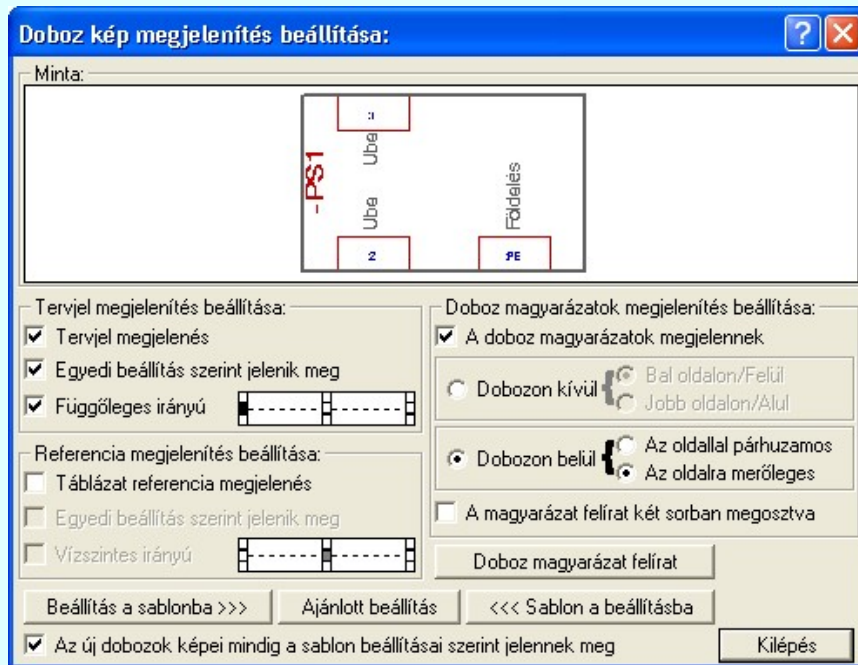 Doboz kép megjelenítés beállítása:
Minta:
-PS1
:1
Ube
Ube
2
Földelés
:PE
Tervjel megjelenítés beállítása:
Tervjel megjelenés
Egyedi beállítás szerint jelenik meg
Függőleges irányú
Referencia megjelenítés beállítása:
Táblázat referencia megjelenés
Egyedi beállítás szerint jelenik meg
Vízszintes irányú
Doboz magyarázatok megjelenítés beállítása:
A doboz magyarázatok megjelennek
Dobozon kívül
Bal oldalon/Felül
Jobb oldalon/Alul
Dobozon belül
Az oldallal párhuzamos
Az oldalra merőleges
A magyarázat felírat két sorban megosztva
Doboz magyarázat felírat
Beállítás a sablonba >>>
Ajánlott beállítás
<<< Sablon a beállításba
Az új dobozok képei mindig a sablon beállításai szerint jelennek meg
Kilépés